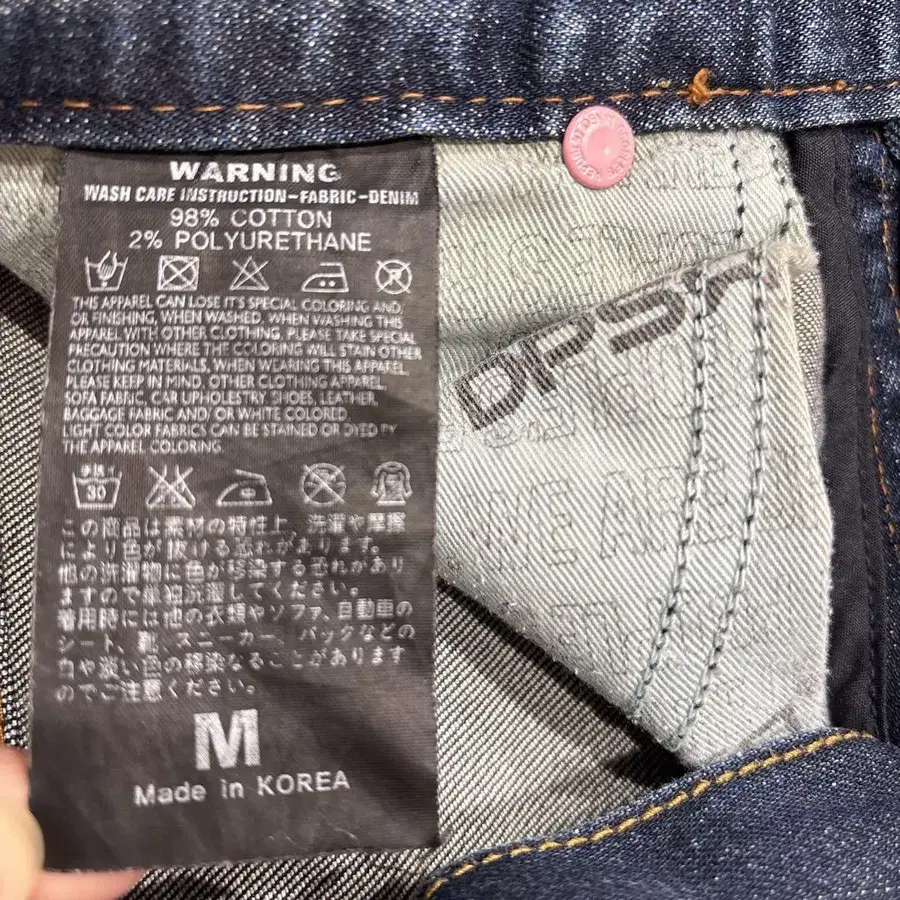 WARNING
WASH CARE INSTRUCTION-FABRIC-DENIM
98% COTTON
2% POLYURETHANE
THIS APPAREL CAN LOSE IT'S SPECIAL COLORING AND
OR FINISHING, WHEN WASHED. WHEN WASHING THIS
APPAREL WITH OTHER CLOTHING. PLEASE TAKE SPECIAL
PRECAUTION WHERE THE COLORING WILL STAIN OTHER
CLOTHING MATERIALS, WHEN WEARING THIS APPAREL
PLEASE KEEP IN MIND. OTHER CLOTHING APPAREL
SOFA FABRIC, CAR UPHOLESTRY, SHOES, LEATHER,
BAGGAGE FABRIC AND/ OR WHITE COLORED.
LIGHT COLOR FABRICS CAN BE STAINED OR DYED BY
THE APPAREL COLORING.
30
この商品は素材の特性上、洗濯や摩擦
により色が抜ける恐れがあります。
他の洗濯物に色が移染する恐れがあり
ますので単独洗濯してください。
着用時には他の衣類やソファ、自動車の
シート、靴、スニーカー、バックなどの
白や淡い色の移染なることがあります
のでご注意ください。
M
Made in KOREA
DENIM
DPS
WE ARE